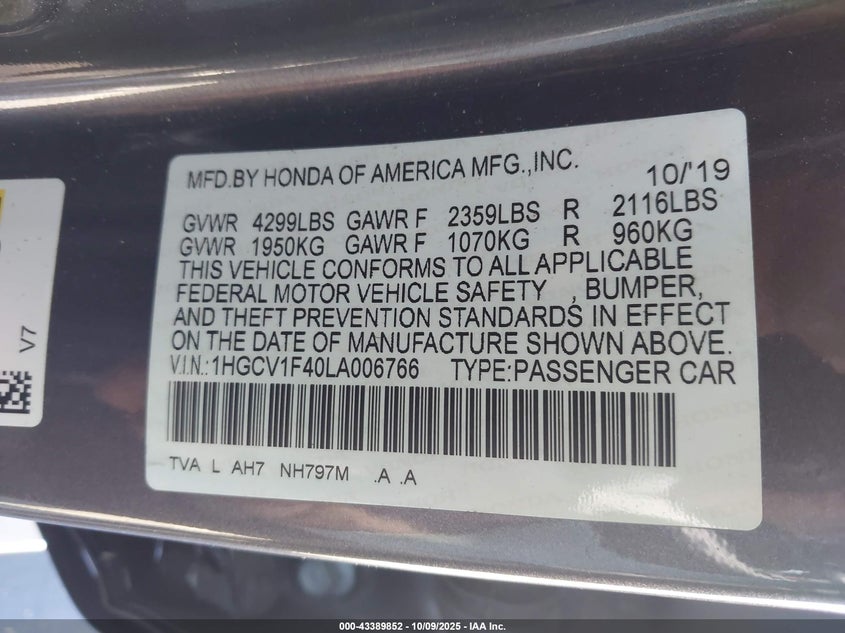 MFD.BY HONDA OF AMERICA MFG.,INC. 10/'19
GVWR 4299LBS GAWR F 2359LBS R 2116LBS
GVWR 1950KG GAWR F 1070KG R 960KG
THIS VEHICLE CONFORMS TO ALL APPLICABLE
FEDERAL MOTOR VEHICLE SAFETY , BUMPER,
AND THEFT PREVENTION STANDARDS IN EFFECT
ON THE DATE OF MANUFACTURE SHOWN ABOVE.
V.I.N.: 1HGCV1F40LA006766 TYPE:PASSENGER CAR
TVA L AH7 NH797M .A .A
V7
000-43389852 - 10/09/2025 - IAA Inc.